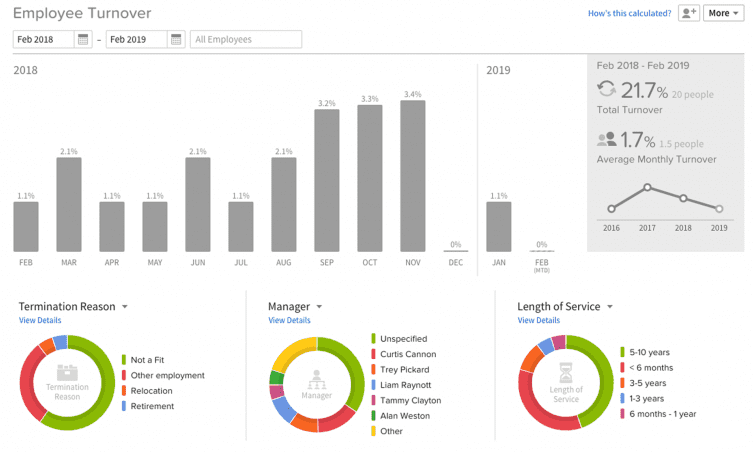 Employee Turnover
How's this calculated?
More
Feb 2018 – Feb 2019 All Employees
2018
2019
1.1% 2.1% 1.1% 1.1% 2.1% 1.1% 2.1% 3.2% 3.3% 3.4% 0% 1.1% 0%
FEB MAR APR MAY JUN JUL AUG SEP OCT NOV DEC JAN FEB
(MTD)
Feb 2018 - Feb 2019
21.7% 20 people
Total Turnover
1.7% 1.5 people
Average Monthly Turnover
2016 2017 2018 2019
Termination Reason
View Details
Termination
Reason
Not a Fit
Other employment
Relocation
Retirement
Manager
View Details
Manager
Unspecified
Curtis Cannon
Trey Pickard
Liam Raynott
Tammy Clayton
Alan Weston
Other
Length of Service
View Details
Length of
Service
5-10 years
< 6 months
3-5 years
1-3 years
6 months - 1 year